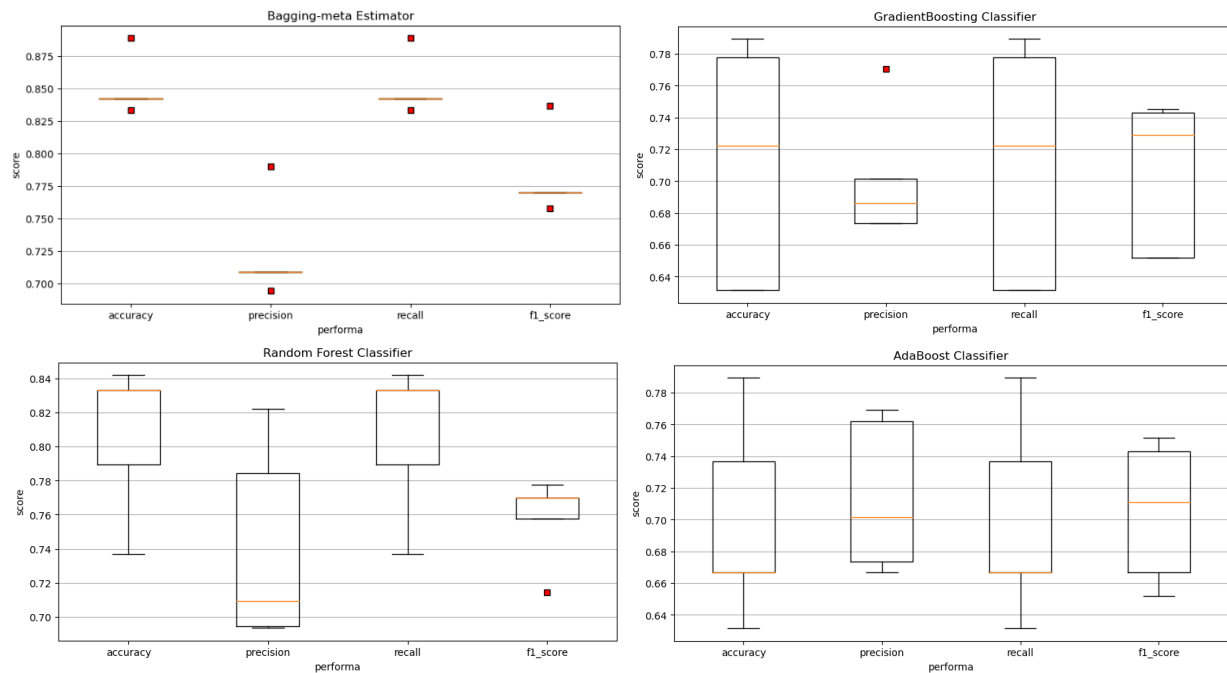 Bagging-meta Estimator
0.875
0.850
0.825
0.800
0.775
0.750
0.725
0.700
score
accuracy precision recall f1_score
performa
GradientBoosting Classifier
0.78
0.76
0.74
0.72
0.70
0.68
0.66
0.64
score
accuracy precision recall f1_score
performa
Random Forest Classifier
0.84
0.82
0.80
0.78
0.76
0.74
0.72
0.70
score
accuracy precision recall f1_score
performa
AdaBoost Classifier
0.78
0.76
0.74
0.72
0.70
0.68
0.66
0.64
score
accuracy precision recall f1_score
performa